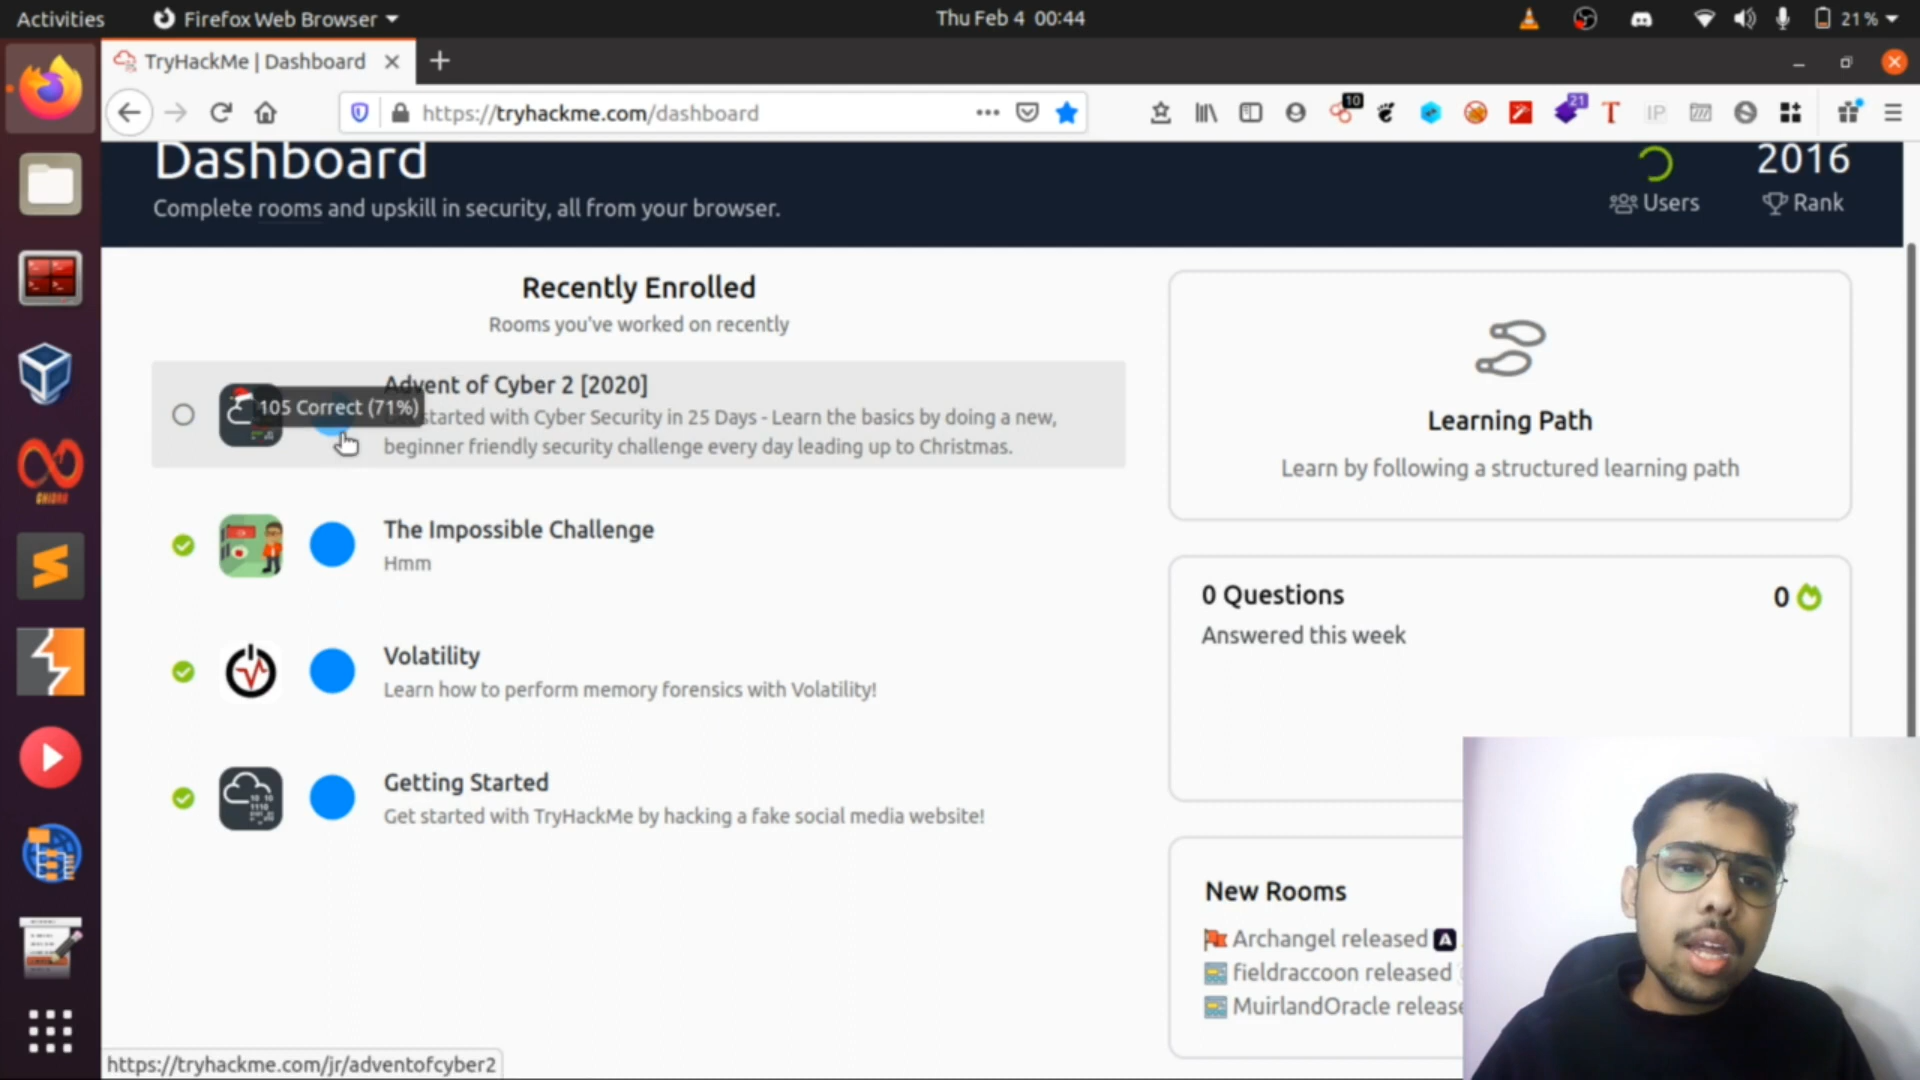 Activities
Firefox Web Browser
Thu Feb 4 00:44
21%
TryHackMe | Dashboard
https://tryhackme.com/dashboard
10
21
T
IP
Dashboard
Complete rooms and upskill in security, all from your browser.
Users
2016
Rank
Recently Enrolled
Rooms you've worked on recently
Advent of Cyber 2 [2020]
105 Correct (71%)
started with Cyber Security in 25 Days - Learn the basics by doing a new,
beginner friendly security challenge every day leading up to Christmas.
The Impossible Challenge
Hmm
Volatility
Learn how to perform memory forensics with Volatility!
Getting Started
Get started with TryHackMe by hacking a fake social media website!
Learning Path
Learn by following a structured learning path
0 Questions
0
Answered this week
New Rooms
Archangel released A
fieldraccoon released
MuirlandOracle release
GHIDRA
https://tryhackme.com/jr/adventofcyber2